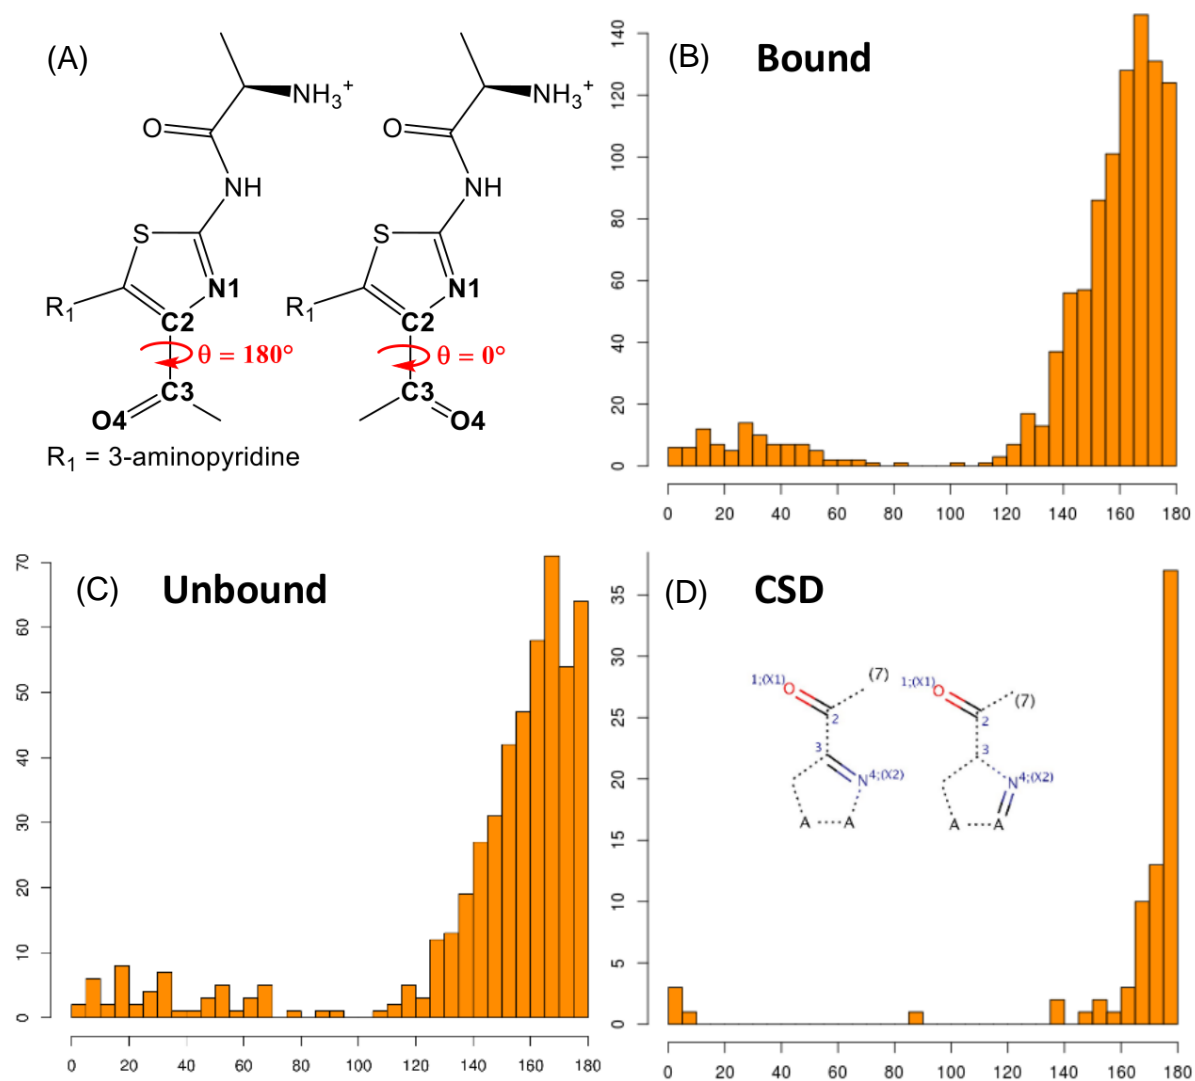 (A)
NH3+ NH3+
O O
NH NH
S S
N1 N1
R1 R1
C2 C2
θ = 180° θ = 0°
C3 C3
O4 O4
R1 = 3-aminopyridine
(B) Bound
140
120
100
80
60
40
20
0
0 20 40 60 80 100 120 140 160 180
(C) Unbound
70
60
50
40
30
20
10
0
0 20 40 60 80 100 120 140 160 180
(D) CSD
35
30
25
20
15
10
5
0
1;(X1) O (7) 1;(X1) O (7)
2 2
3 3
N 4;(X2) N 4;(X2)
A A A A
0 20 40 60 80 100 120 140 160 180